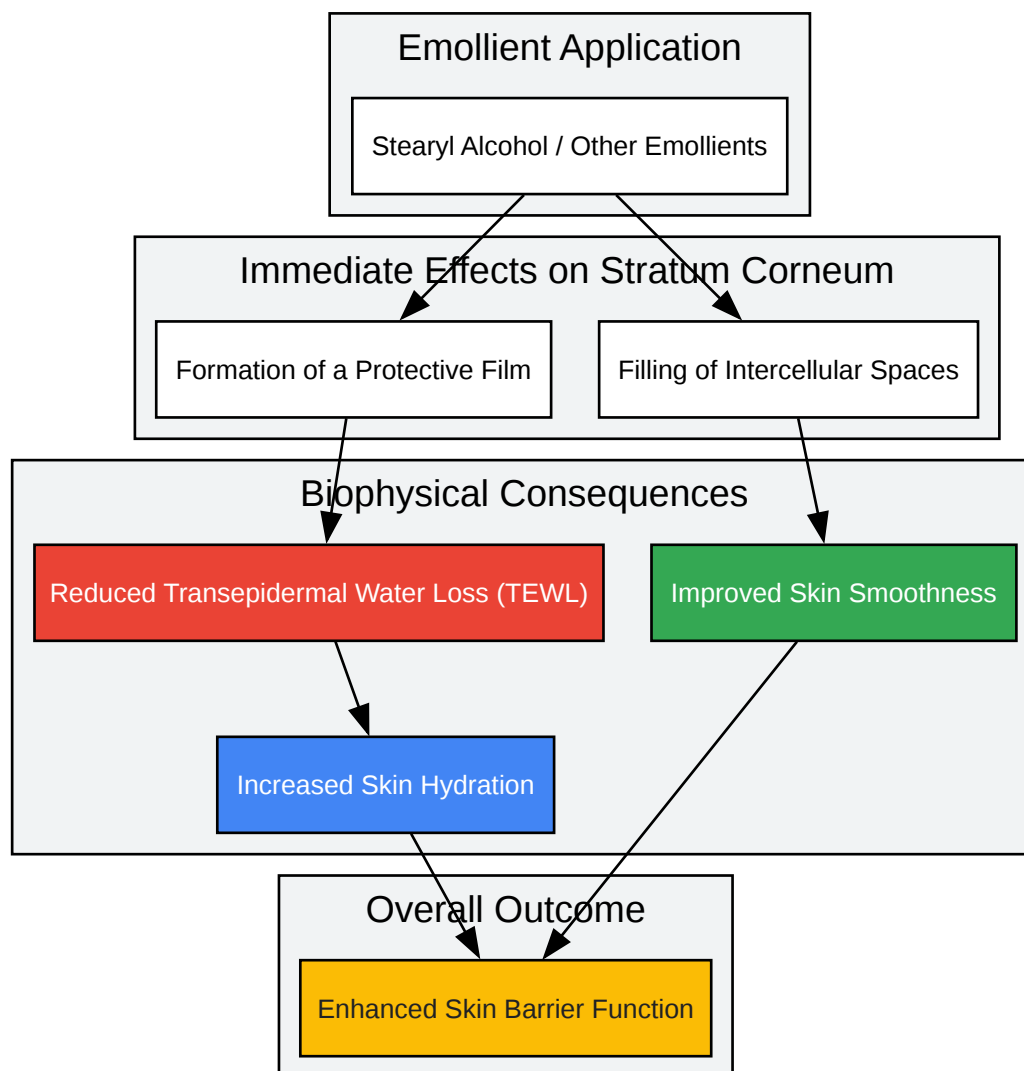 Emollient Application
Stearyl Alcohol / Other Emollients
Immediate Effects on Stratum Corneum
Formation of a Protective Film
Filling of Intercellular Spaces
Biophysical Consequences
Reduced Transepidermal Water Loss (TEWL)
Improved Skin Smoothness
Increased Skin Hydration
Overall Outcome
Enhanced Skin Barrier Function